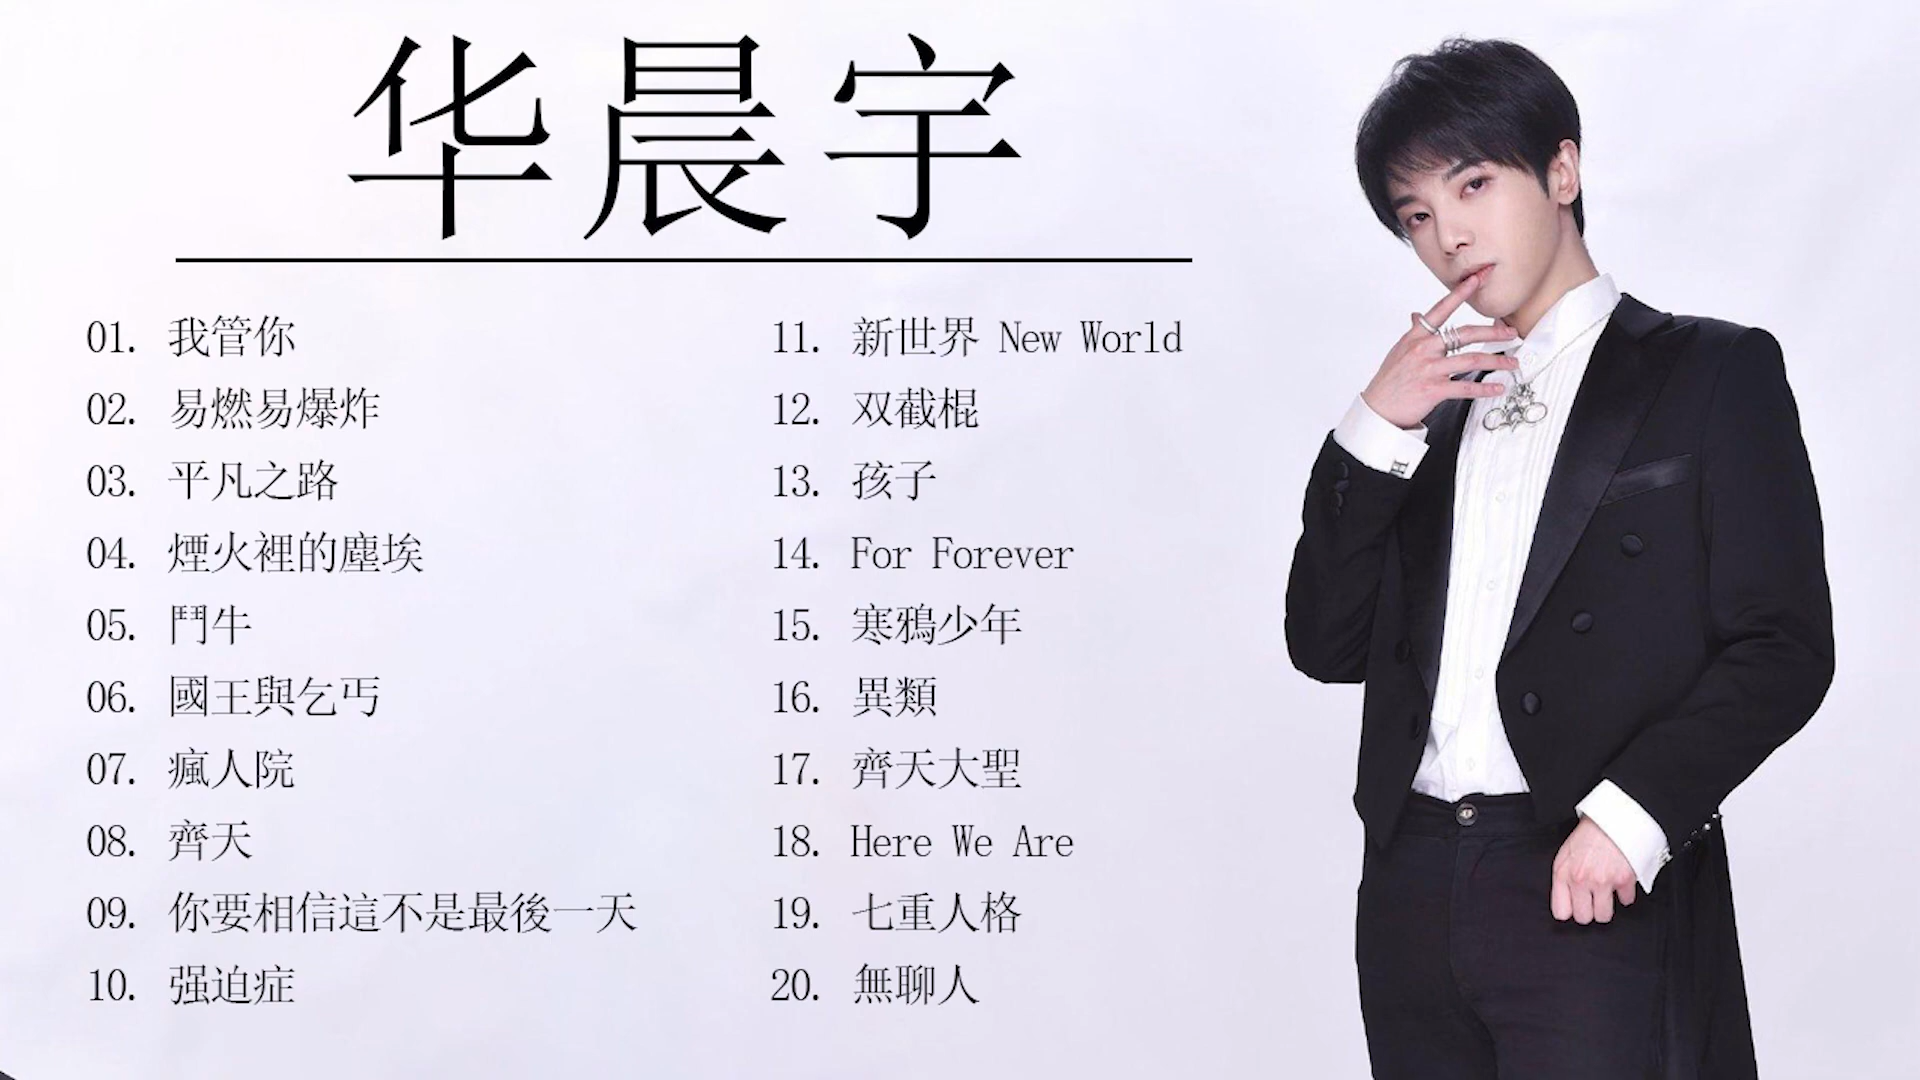 华晨宇
01. 我管你
02. 易燃易爆炸
03. 平凡之路
04. 煙火裡的塵埃
05. 鬥牛
06. 國王與乞丐
07. 瘋人院
08. 齊天
09. 你要相信這不是最後一天
10. 强迫症
11. 新世界 New World
12. 双截棍
13. 孩子
14. For Forever
15. 寒鴉少年
16. 異類
17. 齊天大聖
18. Here We Are
19. 七重人格
20. 無聊人